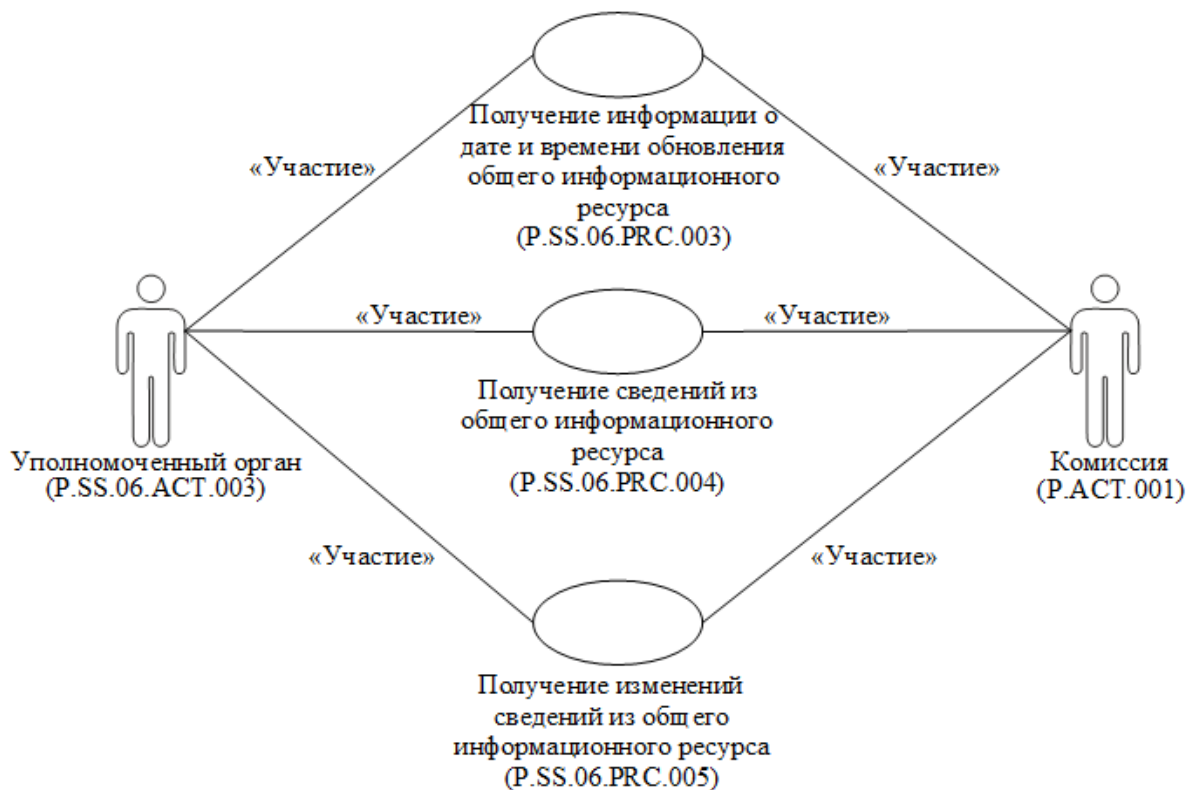 Получение информации о
дате и времени обновления
общего информационного
ресурса
(P.SS.06.PRC.003)
«Участие»
«Участие»
«Участие»
«Участие»
Получение сведений из
общего информационного
ресурса
(P.SS.06.PRC.004)
Уполномоченный орган
(P.SS.06.ACT.003)
Комиссия
(P.ACT.001)
«Участие»
«Участие»
Получение изменений
сведений из общего
информационного ресурса
(P.SS.06.PRC.005)